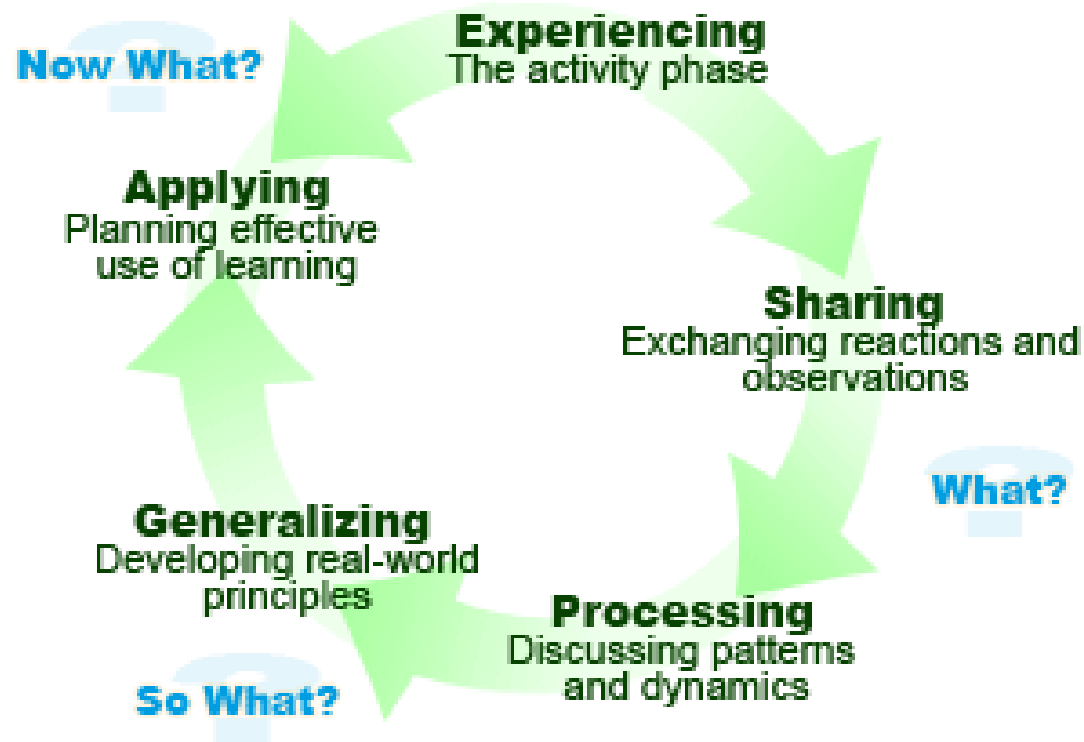 Experiencing
The activity phase
Now What?
Applying
Planning effective
use of learning
Sharing
Exchanging reactions and
observations
What?
Generalizing
Developing real-world
principles
Processing
Discussing patterns
and dynamics
So What?